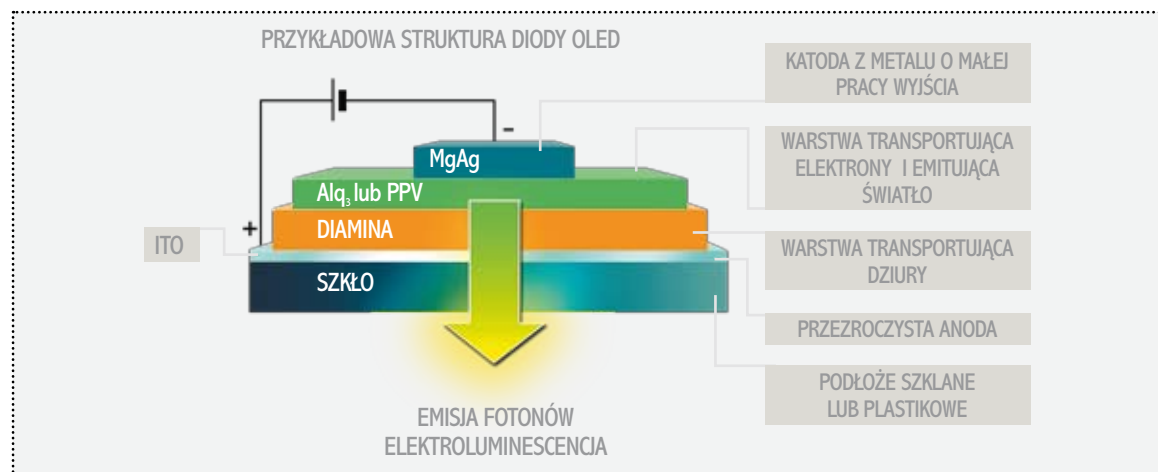 PRZYKŁADOWA STRUKTURA DIODY OLED
KATODA Z METALU O MAŁEJ
PRACY WYJŚCIA
-
MgAg
WARSTWA TRANSPORTUJĄCA
ELEKTRONY I EMITUJĄCA
ŚWIATŁO
Alq₃ lub PPV
+
DIAMINA
ITO
WARSTWA TRANSPORTUJĄCA
DZIURY
SZKŁO
PRZEZROCZYSTA ANODA
PODŁOŻE SZKLANE
LUB PLASTIKOWE
EMISJA FOTONÓW
ELEKTROLUMINESCENCJA